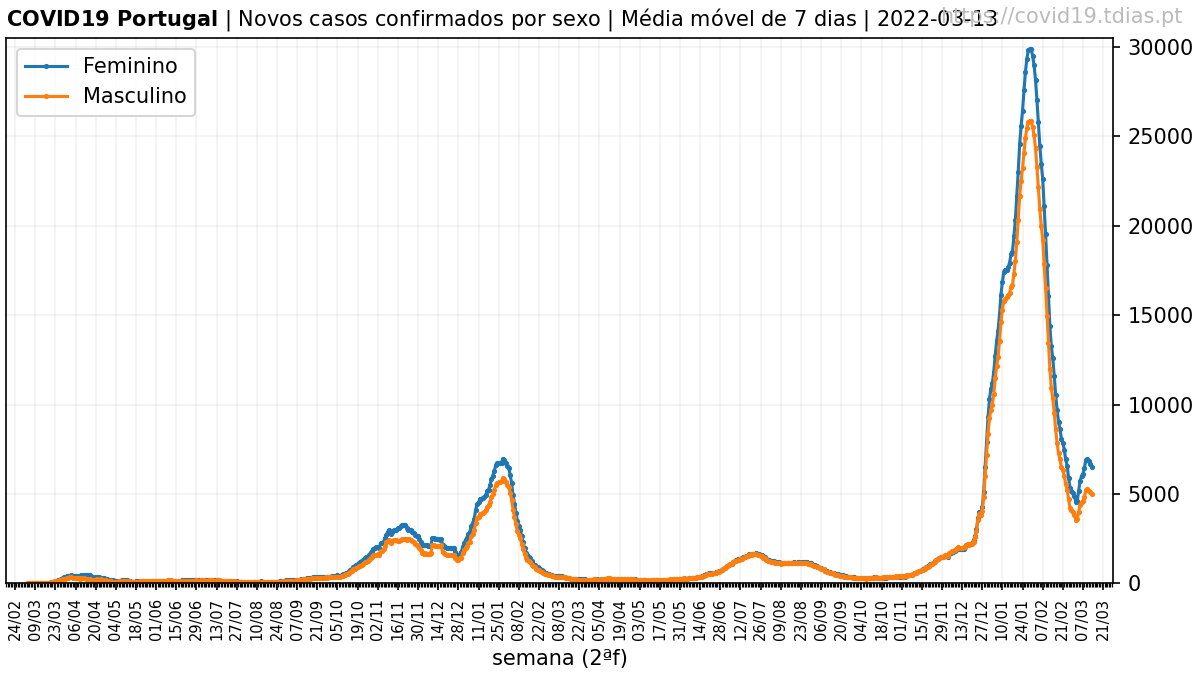 COVID19 Portugal | Novos casos confirmados por sexo | Média móvel de 7 dias | 2022-03-13
https://covid19.tdias.pt
Feminino
Masculino
30000
25000
20000
15000
10000
5000
0
24/02 09/03 23/03 06/04 20/04 04/05 18/05 01/06 15/06 29/06 13/07 27/07 10/08 24/08 07/09 21/09 05/10 19/10 02/11 16/11 30/11 14/12 28/12 11/01 25/01 08/02 22/02 08/03 22/03 05/04 19/04 03/05 17/05 31/05 14/06 28/06 12/07 26/07 09/08 23/08 06/09 20/09 04/10 18/10 01/11 15/11 29/11 13/12 27/12 10/01 24/01 07/02 21/02 07/03 21/03
semana (2ªf)